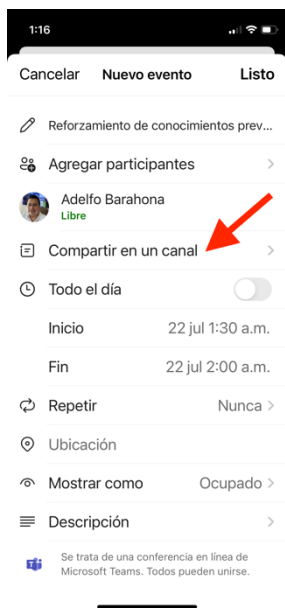 1:16
Cancelar Nuevo evento Listo
Reforzamiento de conocimientos prev...
Agregar participantes
Adelfo Barahona
Libre
Compartir en un canal
Todo el día
Inicio 22 jul 1:30 a.m.
Fin 22 jul 2:00 a.m.
Repetir Nunca
Ubicación
Mostrar como Ocupado
Descripción
Se trata de una conferencia en línea de
Microsoft Teams. Todos pueden unirse.